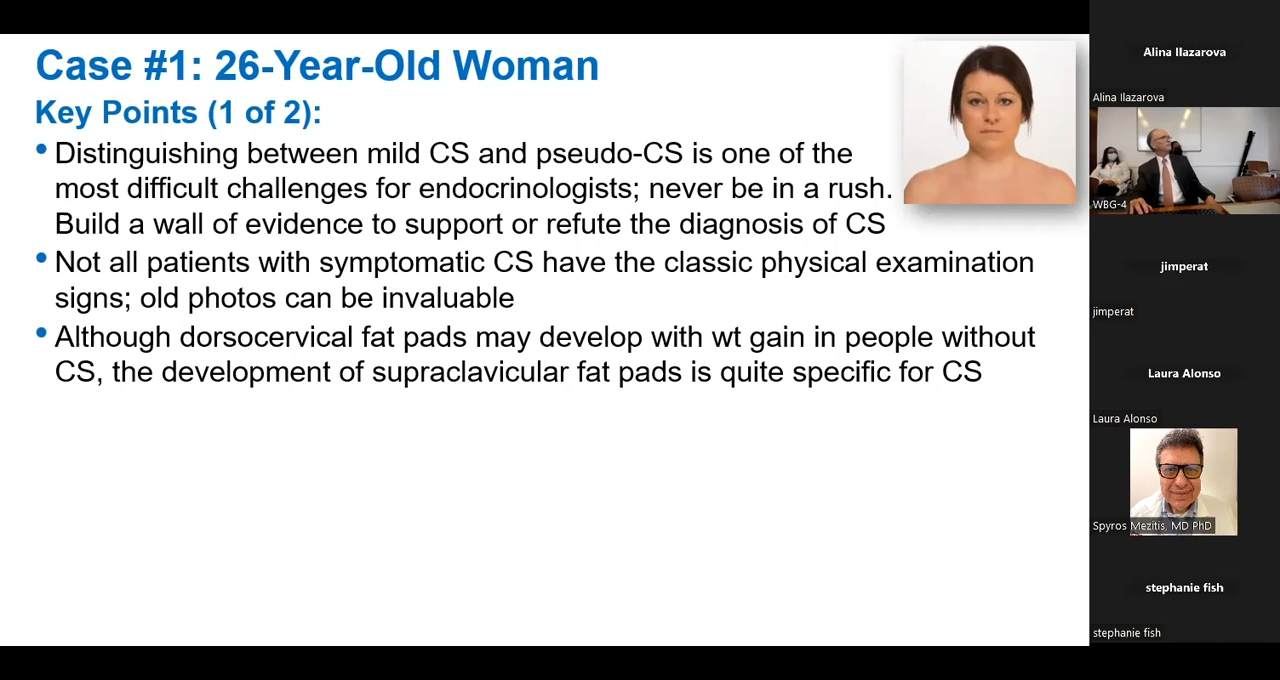 Case #1: 26-Year-Old Woman
Key Points (1 of 2):
• Distinguishing between mild CS and pseudo-CS is one of the
most difficult challenges for endocrinologists; never be in a rush.
Build a wall of evidence to support or refute the diagnosis of CS
• Not all patients with symptomatic CS have the classic physical examination
signs; old photos can be invaluable
• Although dorsocervical fat pads may develop with wt gain in people without
CS, the development of supraclavicular fat pads is quite specific for CS
Alina Ilazarova
Alina Ilazarova
WBG-4
jimperat
jimperat
Laura Alonso
Laura Alonso
Spyros Mezitis, MD PhD
stephanie fish
stephanie fish